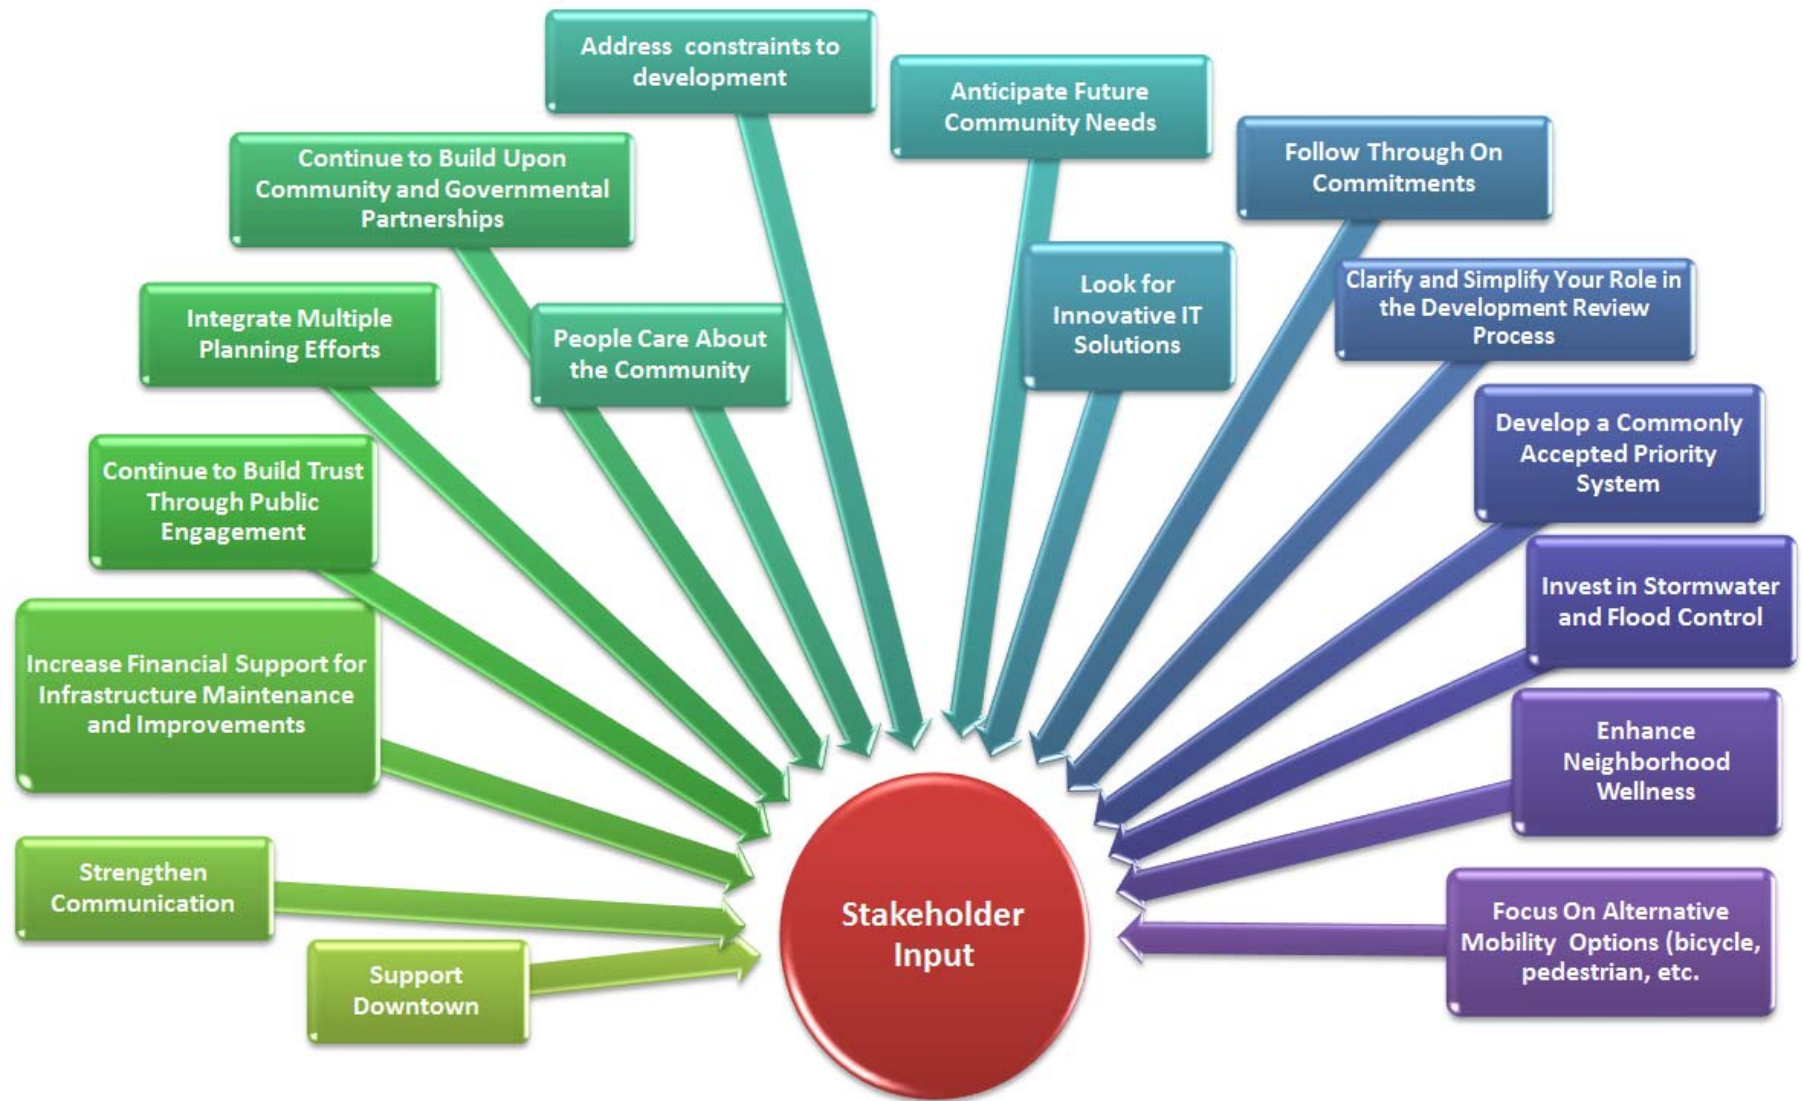 Address constraints to
development
Anticipate Future
Community Needs
Continue to Build Upon
Community and Governmental
Partnerships
Follow Through On
Commitments
Integrate Multiple
Planning Efforts
People Care About
the Community
Look for
Innovative IT
Solutions
Clarify and Simplify Your Role in
the Development Review
Process
Continue to Build Trust
Through Public
Engagement
Develop a Commonly
Accepted Priority
System
Increase Financial Support for
Infrastructure Maintenance
and Improvements
Invest in Stormwater
and Flood Control
Enhance
Neighborhood
Wellness
Strengthen
Communication
Stakeholder
Input
Focus On Alternative
Mobility Options (bicycle,
pedestrian, etc.
Support
Downtown